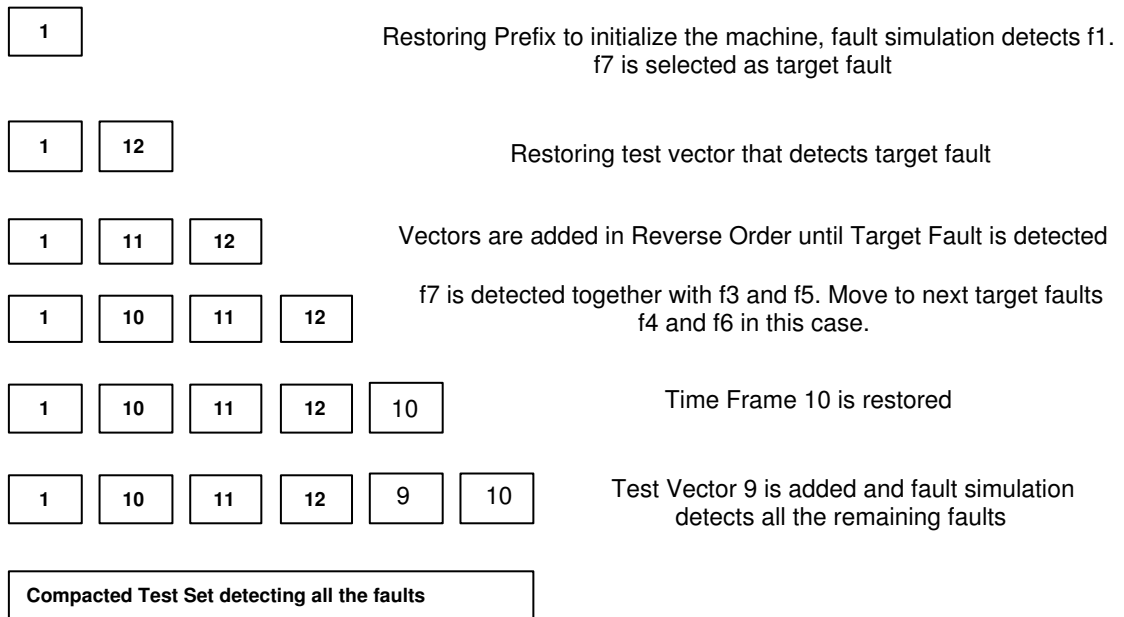 1
Restoring Prefix to initialize the machine, fault simulation detects f1.
f7 is selected as target fault
1 12
Restoring test vector that detects target fault
1 11 12
Vectors are added in Reverse Order until Target Fault is detected
1 10 11 12
f7 is detected together with f3 and f5. Move to next target faults
f4 and f6 in this case.
1 10 11 12 10
Time Frame 10 is restored
1 10 11 12 9 10
Test Vector 9 is added and fault simulation
detects all the remaining faults
Compacted Test Set detecting all the faults